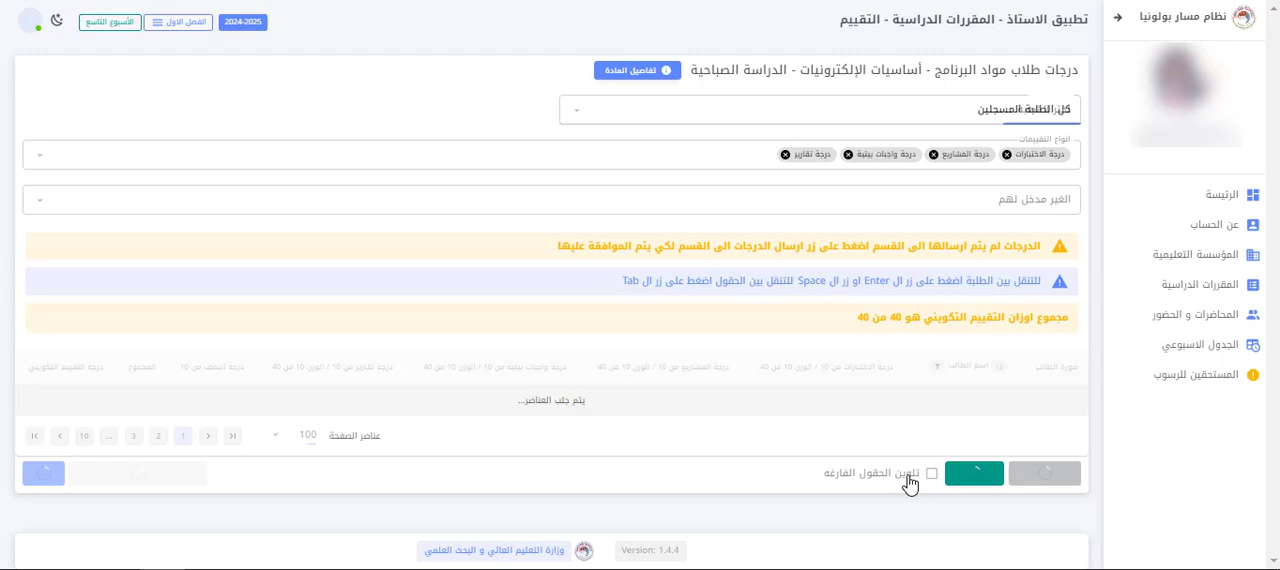 نظام مسار بولونيا
تطبيق الاستاذ - المقررات الدراسية - التقييم
2024-2025
الفصل الاول
الأسبوع التاسع
الرئيسة
عن الحساب
المؤسسة التعليمية
المقررات الدراسية
المحاضرات و الحضور
الجدول الاسبوعي
المستحقين للرسوب
درجات طلاب مواد البرنامج - أساسيات الإلكترونيات - الدراسة الصباحية
تفاصيل المادة
كل الطلبة المسجلين
انواع التقييمات
درجة الاختبارات درجة المشاريع درجة واجبات بيتية درجة تقارير
الغير مدخل لهم
الدرجات لم يتم ارسالها الى القسم اضغط على زر ارسال الدرجات الى القسم لكي يتم الموافقة عليها
للتنقل بين الطلبة اضغط على زر ال Enter او زر ال Space للتنقل بين الحقول اضغط على زر ال Tab
مجموع اوزان التقييم التكويني هو 40 من 40
صورة الطالب اسم الطالب درجة الاختبارات من 10 / الوزن 10 من 40 درجة المشاريع من 10 / الوزن 10 من 40 درجة واجبات بيتية من 10 / الوزن 10 من 40 درجة تقارير من 10 / الوزن 10 من 40 درجة النصف من 10 المجموع درجة التقييم التكويني
يتم جلب العناصر...
عناصر الصفحة 100 1 2 3 ... 10
تلوين الحقول الفارغه
وزارة التعليم العالي و البحث العلمي
Version: 1.4.4